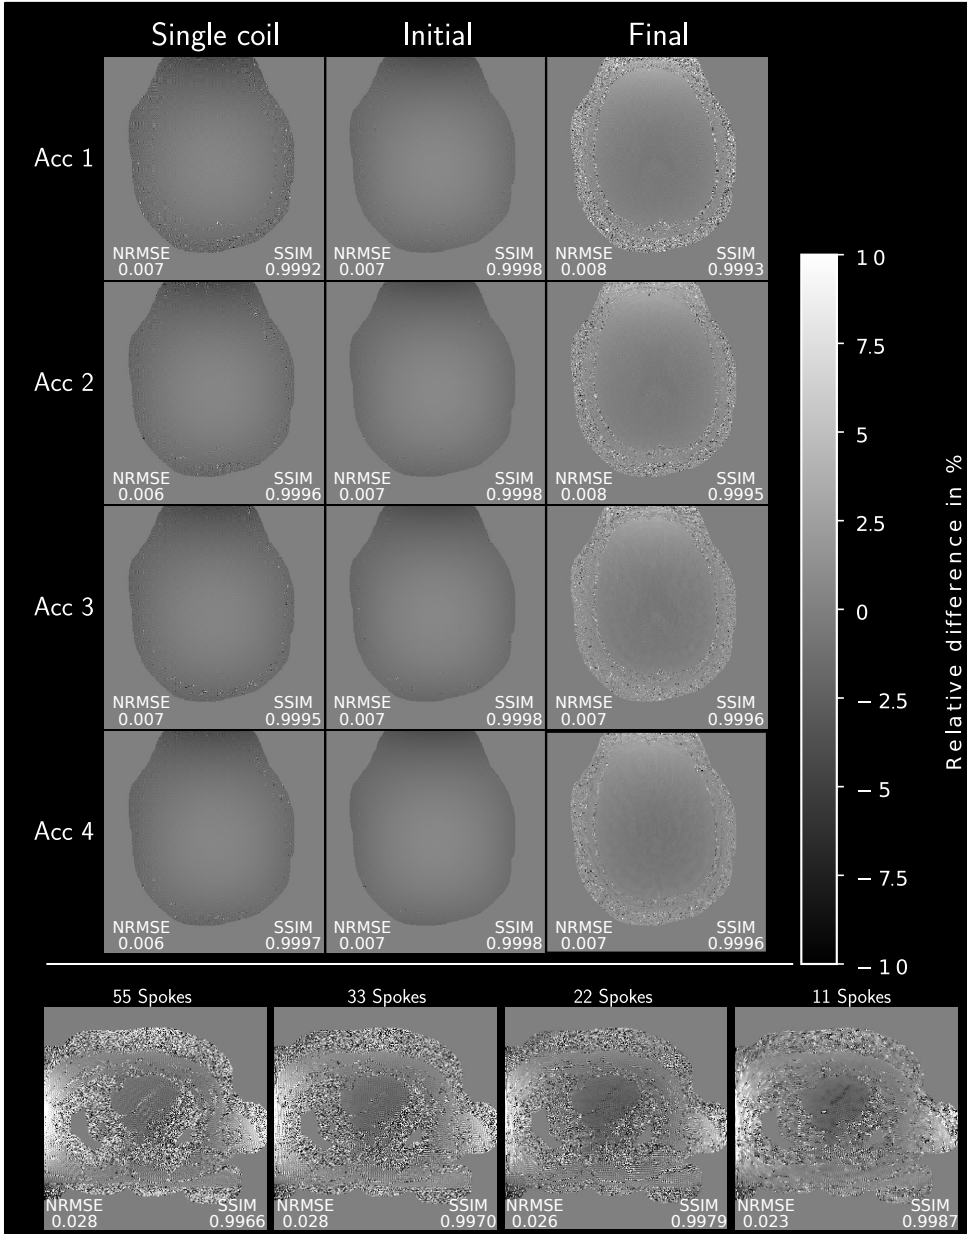 Single coil Initial Final
Acc 1
NRMSE SSIM NRMSE SSIM NRMSE SSIM
0.007 0.9992 0.007 0.9998 0.008 0.9993
Acc 2
NRMSE SSIM NRMSE SSIM NRMSE SSIM
0.006 0.9996 0.007 0.9998 0.008 0.9995
Acc 3
NRMSE SSIM NRMSE SSIM NRMSE SSIM
0.007 0.9995 0.007 0.9998 0.007 0.9996
Acc 4
NRMSE SSIM NRMSE SSIM NRMSE SSIM
0.006 0.9997 0.007 0.9998 0.007 0.9996
10
7.5
5
2.5
0
−2.5
−5
−7.5
−10
Relative difference in %
55 Spokes 33 Spokes 22 Spokes 11 Spokes
NRMSE SSIM NRMSE SSIM NRMSE SSIM NRMSE SSIM
0.028 0.9966 0.028 0.9970 0.026 0.9979 0.023 0.9987